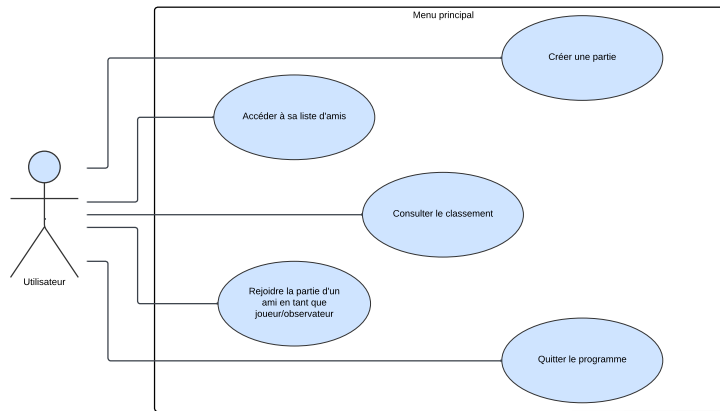 Menu principal
Créer une partie
Accéder à sa liste d'amis
Consulter le classement
Utilisateur
Rejoidre la partie d'un
ami en tant que
joueur/observateur
Quitter le programme